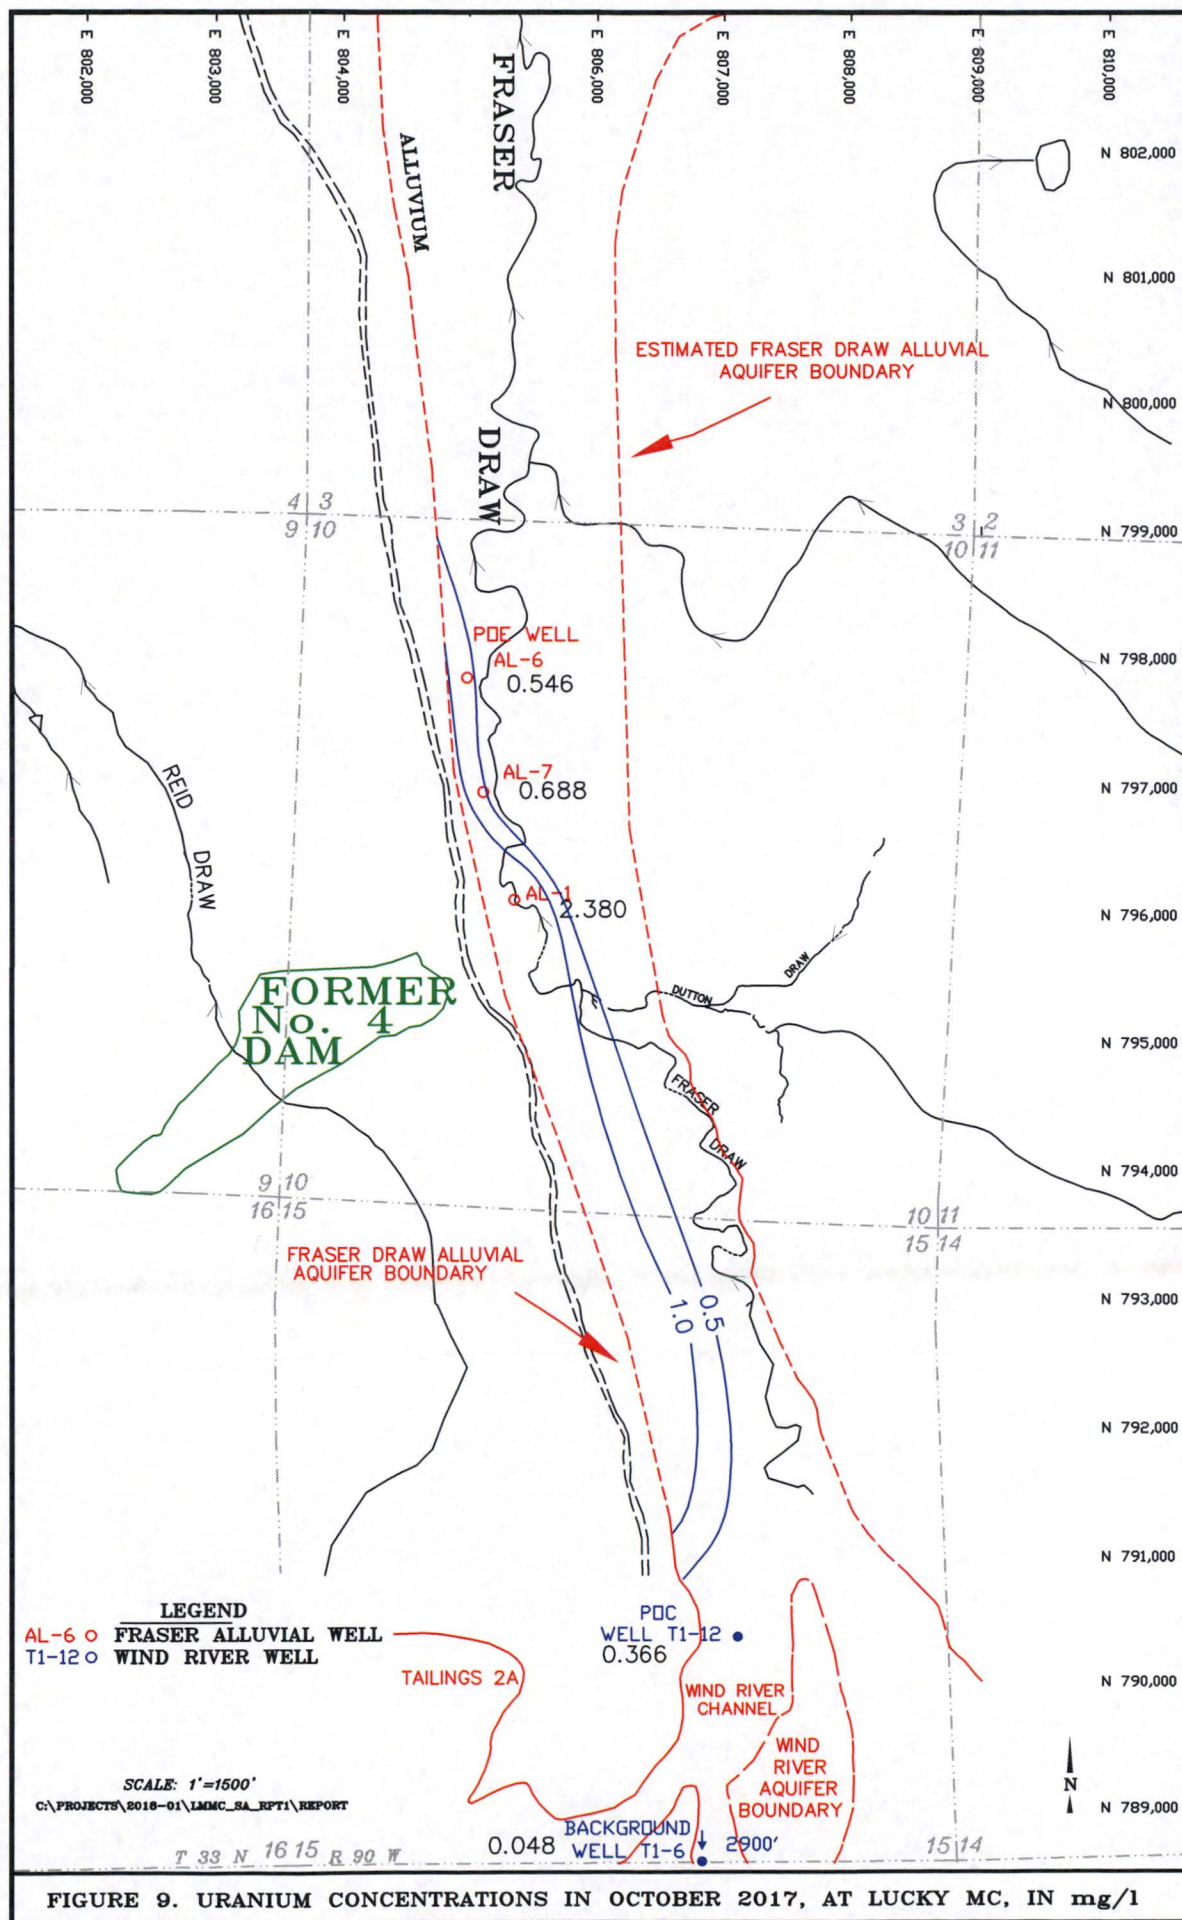 E 802,000
E 803,000
E 804,000
E 806,000
E 807,000
E 808,000
E 809,000
E 810,000
N 802,000
N 801,000
N 800,000
N 799,000
N 798,000
N 797,000
N 796,000
N 795,000
N 794,000
N 793,000
N 792,000
N 791,000
N 790,000
N 789,000
FRASER
DRAW
ALLUVIUM
ESTIMATED FRASER DRAW ALLUVIAL
AQUIFER BOUNDARY
4 3
9 10
3 2
10 11
POE WELL
AL-6
0.546
AL-7
0.688
AL-1
2.380
REID
DRAW
DUTTON
DRAW
FRASER
DRAW
FORMER
No. 4
DAM
9 10
16 15
10 11
15 14
FRASER DRAW ALLUVIAL
AQUIFER BOUNDARY
1.0
0.5
LEGEND
AL-6 FRASER ALLUVIAL WELL
T1-12 WIND RIVER WELL
TAILINGS 2A
POC
WELL T1-12
0.366
WIND RIVER
CHANNEL
WIND
RIVER
AQUIFER
BOUNDARY
N
SCALE: 1"=1500'
C:\PROJECTS\2018-01\LMMC_SA_RPT1\REPORT
BACKGROUND
WELL T1-6
2900'
0.048
T 33 N 16 15 R 90 W
15 14
FIGURE 9. URANIUM CONCENTRATIONS IN OCTOBER 2017, AT LUCKY MC, IN mg/l